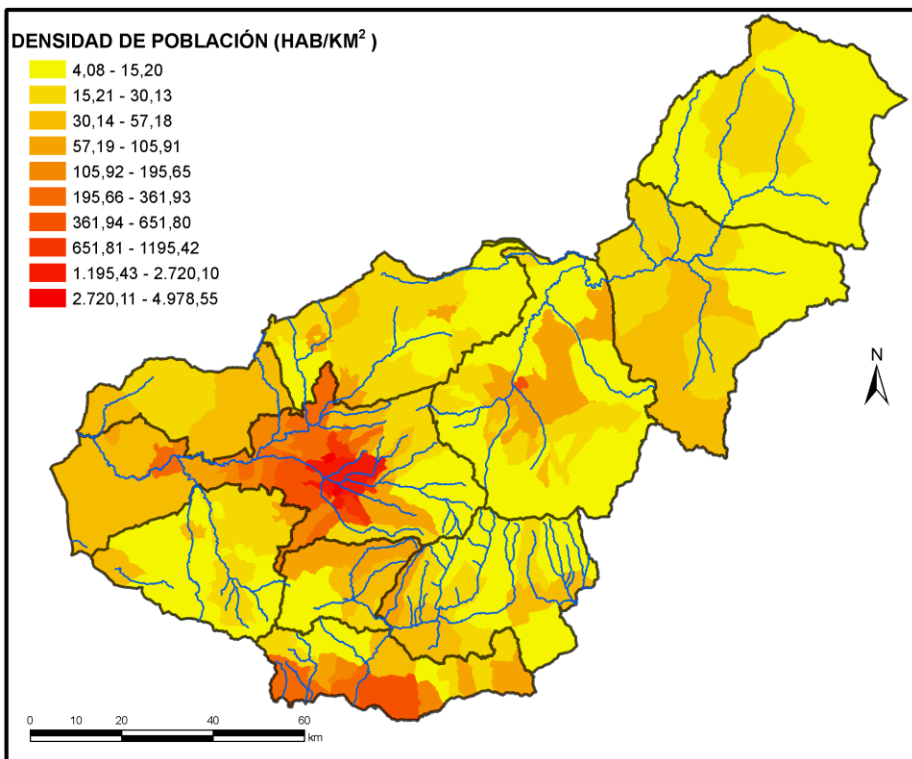 DENSIDAD DE POBLACIÓN (HAB/KM²)
4,08 - 15,20
15,21 - 30,13
30,14 - 57,18
57,19 - 105,91
105,92 - 195,65
195,66 - 361,93
361,94 - 651,80
651,81 - 1195,42
1.195,43 - 2.720,10
2.720,11 - 4.978,55
N
0 10 20 40 60
km